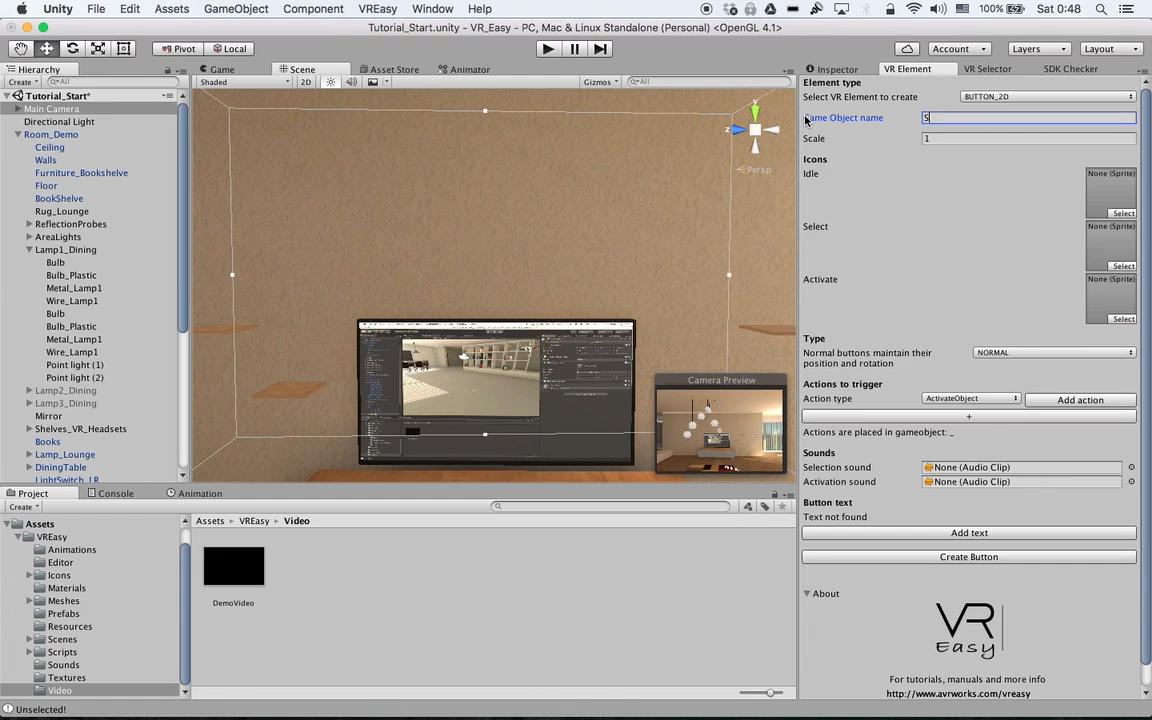 Unity File Edit Assets GameObject Component VREasy Window Help 100% Sat 0:48
Tutorial_Start.unity - VR_Easy - PC, Mac & Linux Standalone (Personal) <OpenGL 4.1>
Pivot Local Account Layers Layout
Hierarchy Game Scene Asset Store Animator Inspector VR Element VR Selector SDK Checker
Create All Shaded 2D Gizmos All
Tutorial_Start*
Main Camera
Directional Light
Room_Demo
Ceiling
Walls
Furniture_Bookshelve
Floor
BookShelve
Rug_Lounge
ReflectionProbes
AreaLights
Lamp1_Dining
Bulb
Bulb_Plastic
Metal_Lamp1
Wire_Lamp1
Bulb
Bulb_Plastic
Metal_Lamp1
Wire_Lamp1
Point light (1)
Point light (2)
Lamp2_Dining
Lamp3_Dining
Mirror
Shelves_VR_Headsets
Books
Lamp_Lounge
DiningTable
LightSwitch_LR
y
z
Persp
Camera Preview
Element type
Select VR Element to create BUTTON_2D
ame Object name S
Scale 1
Icons
Idle None (Sprite)
Select
Select None (Sprite)
Select
Activate None (Sprite)
Select
Type
Normal buttons maintain their position and rotation NORMAL
Actions to trigger
Action type ActivateObject Add action
+
Actions are placed in gameobject: _
Sounds
Selection sound None (Audio Clip)
Activation sound None (Audio Clip)
Button text
Text not found
Add text
Create Button
About
VR
Easy
For tutorials, manuals and more info
http://www.avrworks.com/vreasy
Project Console Animation
Create
Assets
VREasy
Animations
Editor
Icons
Materials
Meshes
Prefabs
Resources
Scenes
Scripts
Sounds
Textures
Video
Assets VREasy Video
DemoVideo
Unselected!